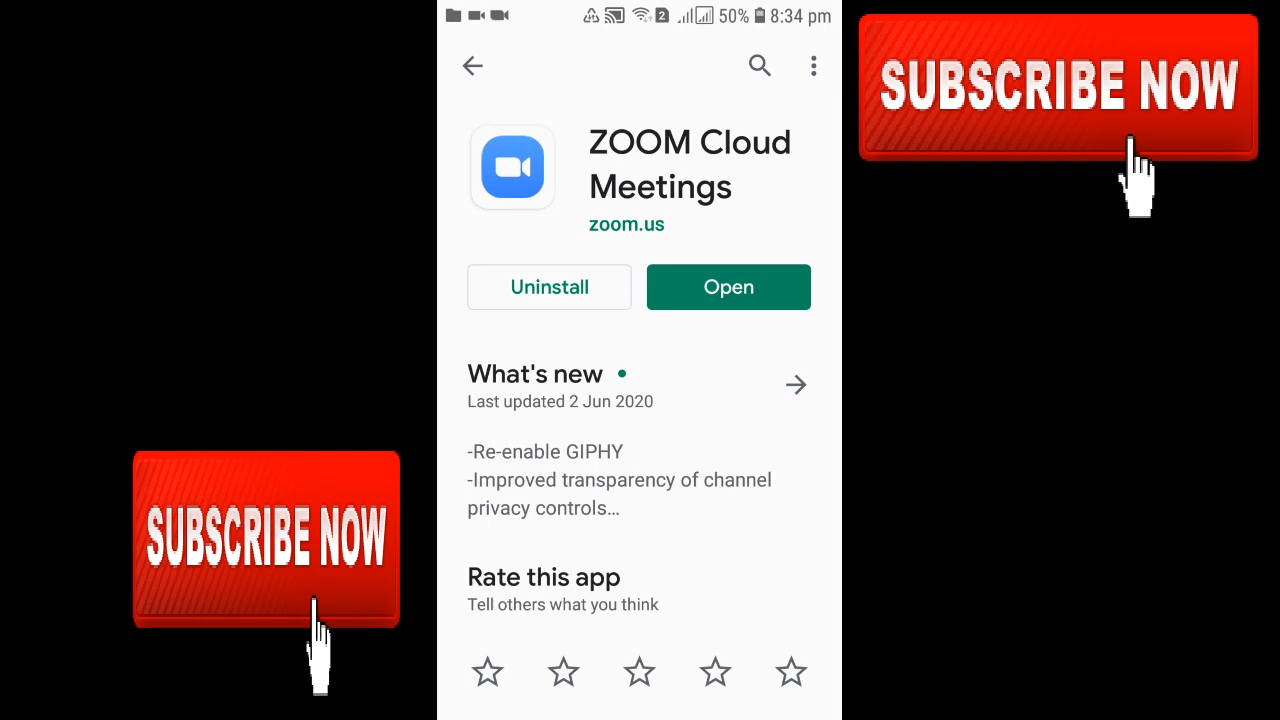 2 50% 8:34 pm
SUBSCRIBE NOW
ZOOM Cloud
Meetings
zoom.us
Uninstall Open
What's new
Last updated 2 Jun 2020
-Re-enable GIPHY
-Improved transparency of channel
privacy controls…
SUBSCRIBE NOW
Rate this app
Tell others what you think